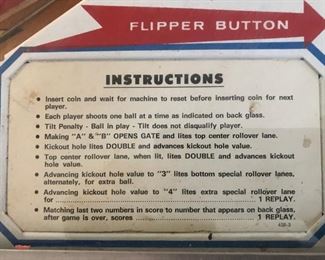 FLIPPER BUTTON
INSTRUCTIONS
• Insert coin and wait for machine to reset before inserting coin for next
player.
• Each player shoots one ball at a time as indicated on back glass.
• Tilt Penalty - Ball in play - Tilt does not disqualify player.
• Making "A" & "B" OPENS GATE and lites top center rollover lane.
• Kickout hole lites DOUBLE and advances kickout hole value.
• Top center rollover lane, when lit, lites DOUBLE and advances kickout
hole value.
• Advancing kickout hole value to "3" lites bottom special rollover lanes,
alternately, for extra ball.
• Advancing kickout hole value to "4" lites extra special rollover lane
for ........................................ 1 REPLAY.
• Matching last two numbers in score to number that appears on back glass,
after game is over, scores ........................ 1 REPLAY.